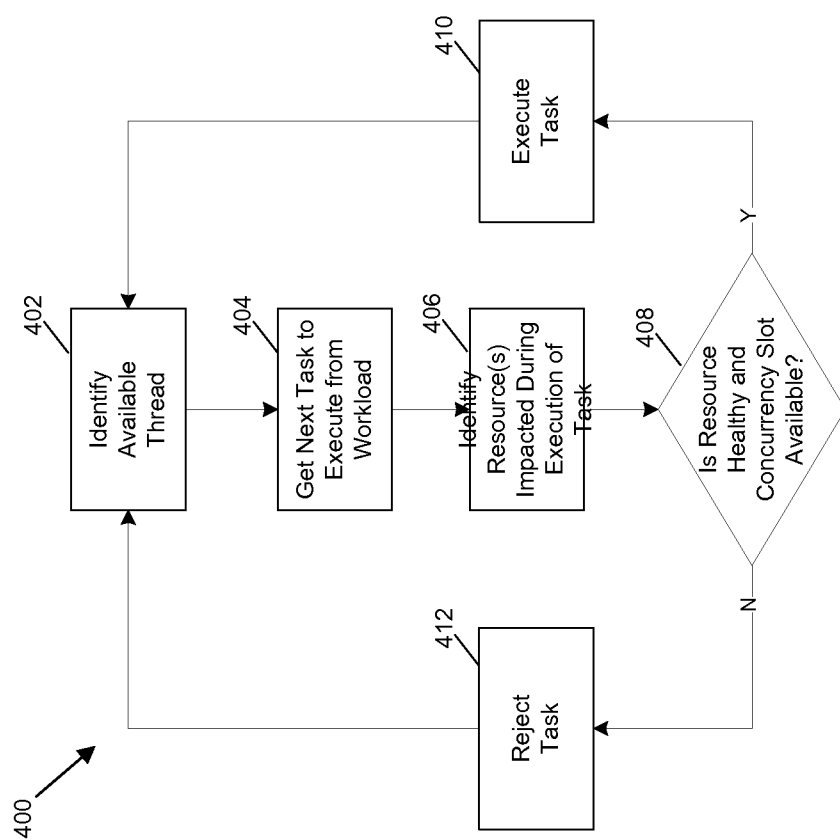 400
402
Identify
Available
Thread
404
Get Next Task to
Execute from
Workload
406
Identify
Resource(s)
Impacted During
Execution of
Task
408
Is Resource
Healthy and
Concurrency Slot
Available?
Y
N
410
Execute
Task
412
Reject
Task